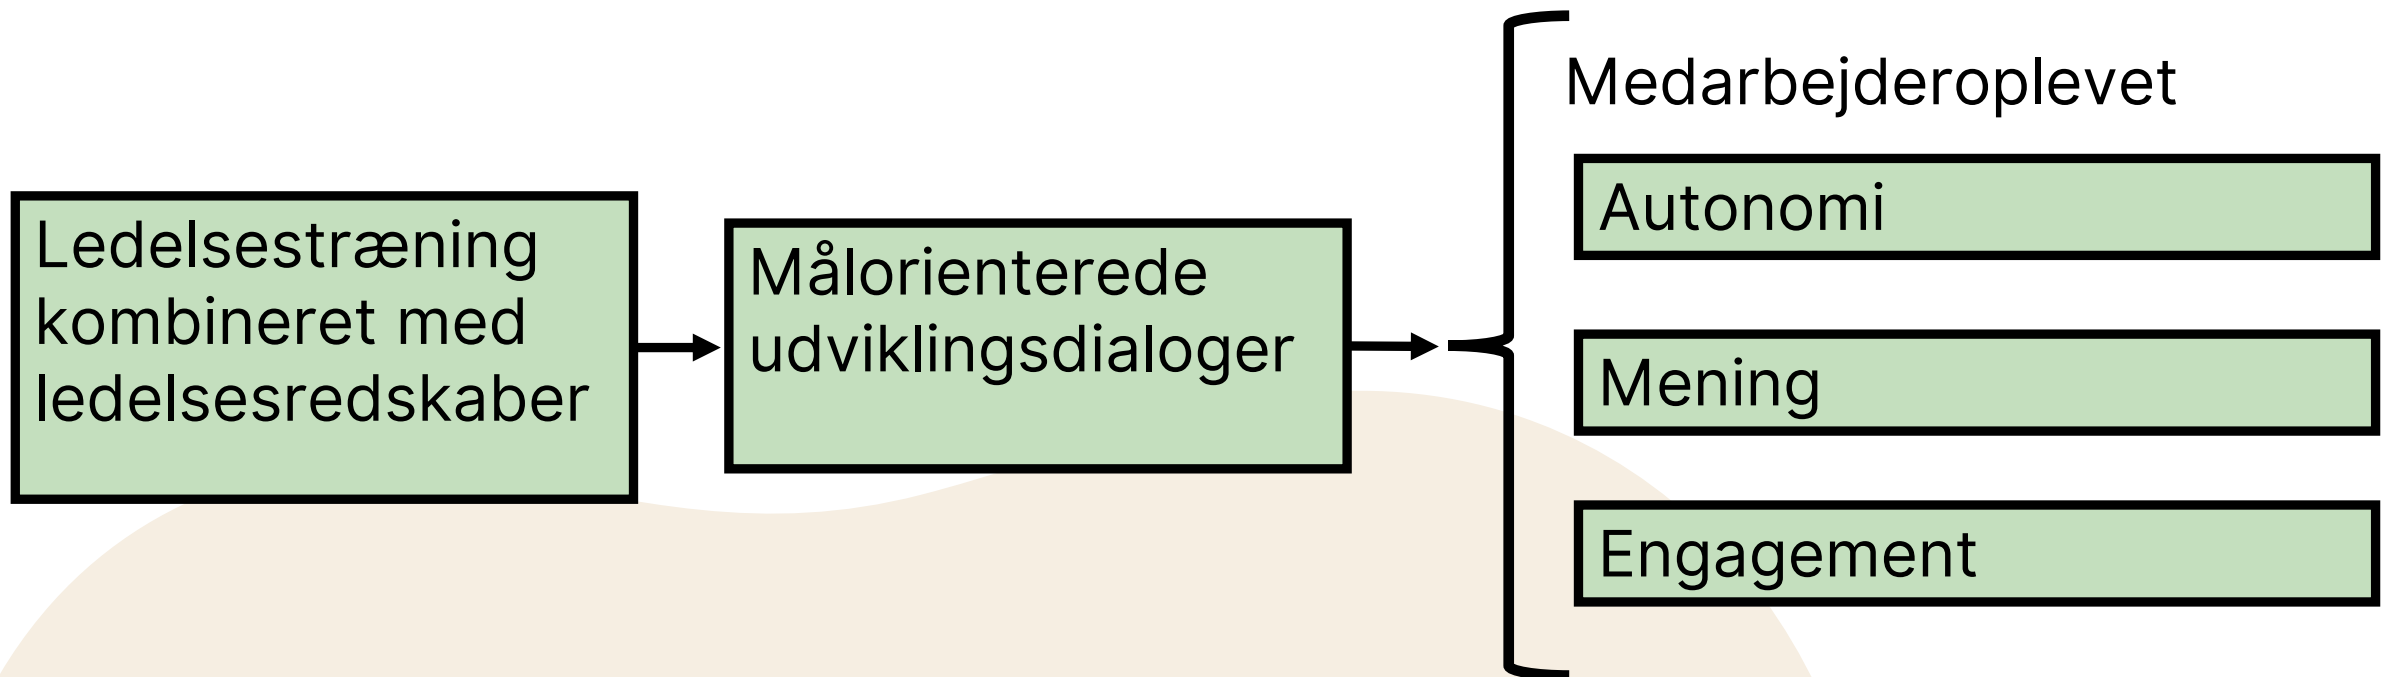 Ledelsestræning
kombineret med
ledelsesredskaber
Målorienterede
udviklingsdialoger
Medarbejderoplevet
Autonomi
Mening
Engagement